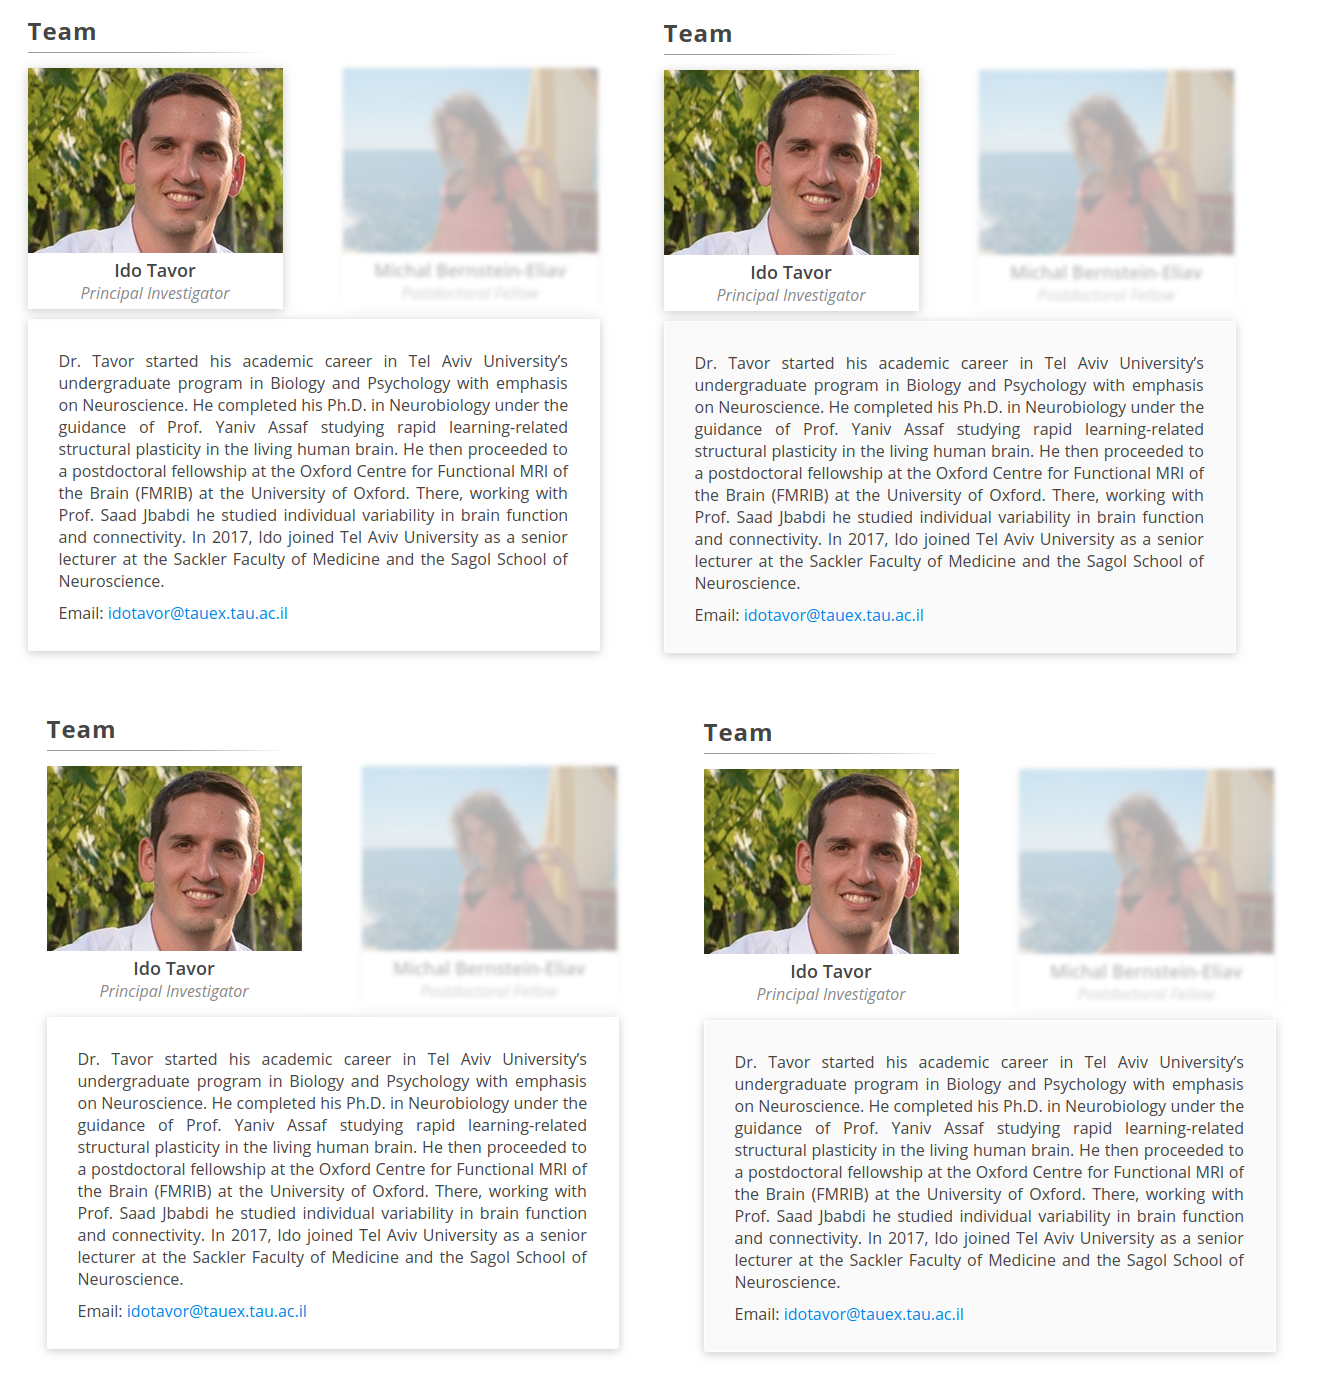 Team
Ido Tavor
Principal Investigator
Michal Bernstein-Eliav
Postdoctoral Fellow
Dr. Tavor started his academic career in Tel Aviv University’s
undergraduate program in Biology and Psychology with emphasis
on Neuroscience. He completed his Ph.D. in Neurobiology under the
guidance of Prof. Yaniv Assaf studying rapid learning-related
structural plasticity in the living human brain. He then proceeded to
a postdoctoral fellowship at the Oxford Centre for Functional MRI of
the Brain (FMRIB) at the University of Oxford. There, working with
Prof. Saad Jbabdi he studied individual variability in brain function
and connectivity. In 2017, Ido joined Tel Aviv University as a senior
lecturer at the Sackler Faculty of Medicine and the Sagol School of
Neuroscience.
Email: idotavor@tauex.tau.ac.il
Team
Ido Tavor
Principal Investigator
Michal Bernstein-Eliav
Postdoctoral Fellow
Dr. Tavor started his academic career in Tel Aviv University’s
undergraduate program in Biology and Psychology with emphasis
on Neuroscience. He completed his Ph.D. in Neurobiology under the
guidance of Prof. Yaniv Assaf studying rapid learning-related
structural plasticity in the living human brain. He then proceeded to
a postdoctoral fellowship at the Oxford Centre for Functional MRI of
the Brain (FMRIB) at the University of Oxford. There, working with
Prof. Saad Jbabdi he studied individual variability in brain function
and connectivity. In 2017, Ido joined Tel Aviv University as a senior
lecturer at the Sackler Faculty of Medicine and the Sagol School of
Neuroscience.
Email: idotavor@tauex.tau.ac.il
Team
Ido Tavor
Principal Investigator
Michal Bernstein-Eliav
Postdoctoral Fellow
Dr. Tavor started his academic career in Tel Aviv University’s
undergraduate program in Biology and Psychology with emphasis
on Neuroscience. He completed his Ph.D. in Neurobiology under the
guidance of Prof. Yaniv Assaf studying rapid learning-related
structural plasticity in the living human brain. He then proceeded to
a postdoctoral fellowship at the Oxford Centre for Functional MRI of
the Brain (FMRIB) at the University of Oxford. There, working with
Prof. Saad Jbabdi he studied individual variability in brain function
and connectivity. In 2017, Ido joined Tel Aviv University as a senior
lecturer at the Sackler Faculty of Medicine and the Sagol School of
Neuroscience.
Email: idotavor@tauex.tau.ac.il
Team
Ido Tavor
Principal Investigator
Michal Bernstein-Eliav
Postdoctoral Fellow
Dr. Tavor started his academic career in Tel Aviv University’s
undergraduate program in Biology and Psychology with emphasis
on Neuroscience. He completed his Ph.D. in Neurobiology under the
guidance of Prof. Yaniv Assaf studying rapid learning-related
structural plasticity in the living human brain. He then proceeded to
a postdoctoral fellowship at the Oxford Centre for Functional MRI of
the Brain (FMRIB) at the University of Oxford. There, working with
Prof. Saad Jbabdi he studied individual variability in brain function
and connectivity. In 2017, Ido joined Tel Aviv University as a senior
lecturer at the Sackler Faculty of Medicine and the Sagol School of
Neuroscience.
Email: idotavor@tauex.tau.ac.il